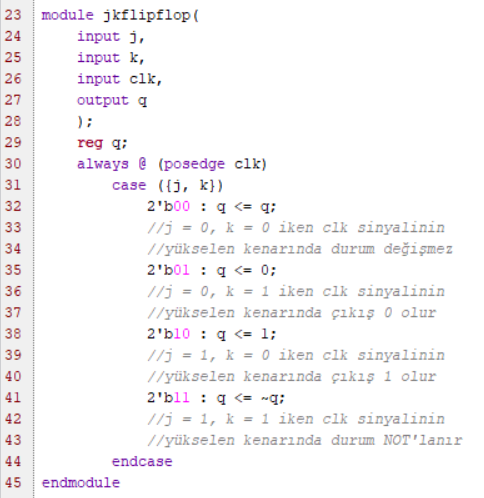 23 module jkflipflop(
24 input j,
25 input k,
26 input clk,
27 output q
28 );
29 reg q;
30 always @ (posedge clk)
31 case ({j, k})
32 2'b00 : q <= q;
33 //j = 0, k = 0 iken clk sinyalinin
34 //yükselen kenarında durum değişmez
35 2'b01 : q <= 0;
36 //j = 0, k = 1 iken clk sinyalinin
37 //yükselen kenarında çıkış 0 olur
38 2'b10 : q <= 1;
39 //j = 1, k = 0 iken clk sinyalinin
40 //yükselen kenarında çıkış 1 olur
41 2'b11 : q <= ~q;
42 //j = 1, k = 1 iken clk sinyalinin
43 //yükselen kenarında durum NOT'lanır
44 endcase
45 endmodule